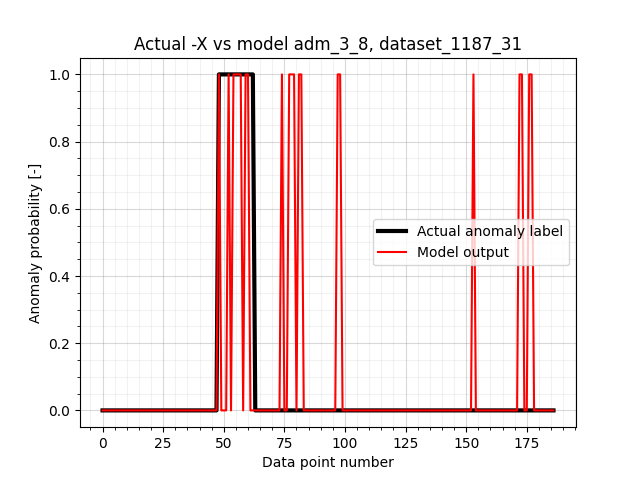 Actual -X vs model adm_3_8, dataset_1187_31
1.0
0.8
0.6
0.4
0.2
0.0
Anomaly probability [-]
Actual anomaly label
Model output
0 25 50 75 100 125 150 175
Data point number